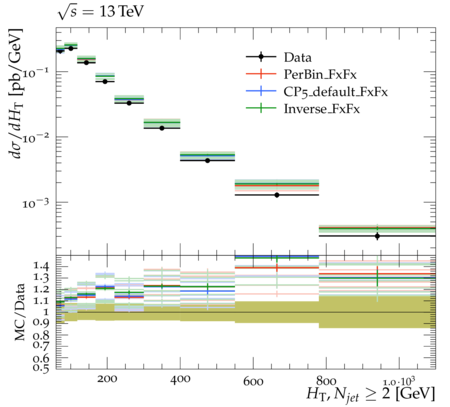 √s = 13 TeV
dσ/dH_T [pb/GeV]
10⁻¹
10⁻²
10⁻³
Data
PerBin_FxFx
CP5_default_FxFx
Inverse_FxFx
MC/Data
1.4
1.3
1.2
1.1
1
0.9
0.8
0.7
0.6
0.5
200 400 600 800 1.0·10³
H_T, N_jet ≥ 2 [GeV]